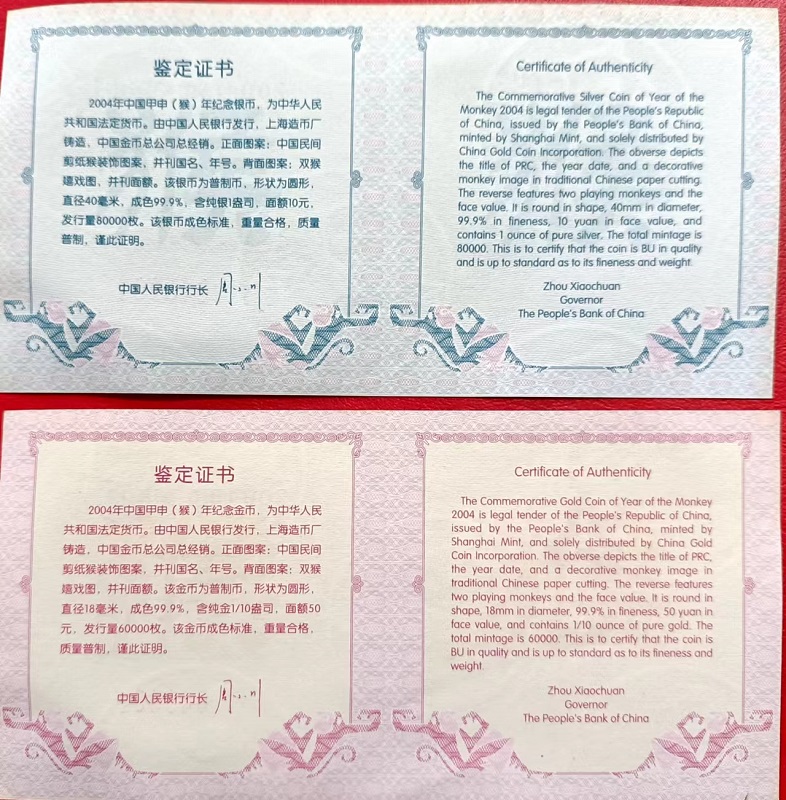 鉴定证书
2004年中国甲申（猴）年纪念银币，为中华人民
共和国法定货币。由中国人民银行发行，上海造币厂
铸造，中国金币总公司总经销。正面图案：中国民间
剪纸猴装饰图案，并刊国名、年号。背面图案：双猴
嬉戏图，并刊面额。该银币为普制币，形状为圆形，
直径40毫米，成色99.9%，含纯银1盎司，面额10元，
发行量80000枚。该银币成色标准，重量合格，质量
普制，谨此证明。
中国人民银行行长 周小川
Certificate of Authenticity
The Commemorative Silver Coin of Year of the
Monkey 2004 is legal tender of the People's Republic
of China, issued by the People's Bank of China,
minted by Shanghai Mint, and solely distributed by
China Gold Coin Incorporation. The obverse depicts
the title of PRC, the year date, and a decorative
monkey image in traditional Chinese paper cutting.
The reverse features two playing monkeys and the
face value. It is round in shape, 40mm in diameter,
99.9% in fineness, 10 yuan in face value, and
contains 1 ounce of pure silver. The total mintage is
80000. This is to certify that the coin is BU in quality
and is up to standard as to its fineness and weight.
Zhou Xiaochuan
Governor
The People's Bank of China
鉴定证书
2004年中国甲申（猴）年纪念金币，为中华人民
共和国法定货币。由中国人民银行发行，上海造币厂
铸造，中国金币总公司总经销。正面图案：中国民间
剪纸猴装饰图案，并刊国名、年号。背面图案：双猴
嬉戏图，并刊面额。该金币为普制币，形状为圆形，
直径18毫米，成色99.9%，含纯金1/10盎司，面额50
元，发行量60000枚。该金币成色标准，重量合格，
质量普制，谨此证明。
中国人民银行行长 周小川
Certificate of Authenticity
The Commemorative Gold Coin of Year of the Monkey
2004 is legal tender of the People's Republic of China,
issued by the People's Bank of China, minted by
Shanghai Mint, and solely distributed by China Gold
Coin Incorporation. The obverse depicts the title of PRC,
the year date, and a decorative monkey image in
traditional Chinese paper cutting. The reverse features
two playing monkeys and the face value. It is round in
shape, 18mm in diameter, 99.9% in fineness, 50 yuan in
face value, and contains 1/10 ounce of pure gold. The
total mintage is 60000. This is to certify that the coin is
BU in quality and is up to standard as to its fineness and
weight.
Zhou Xiaochuan
Governor
The People's Bank of China